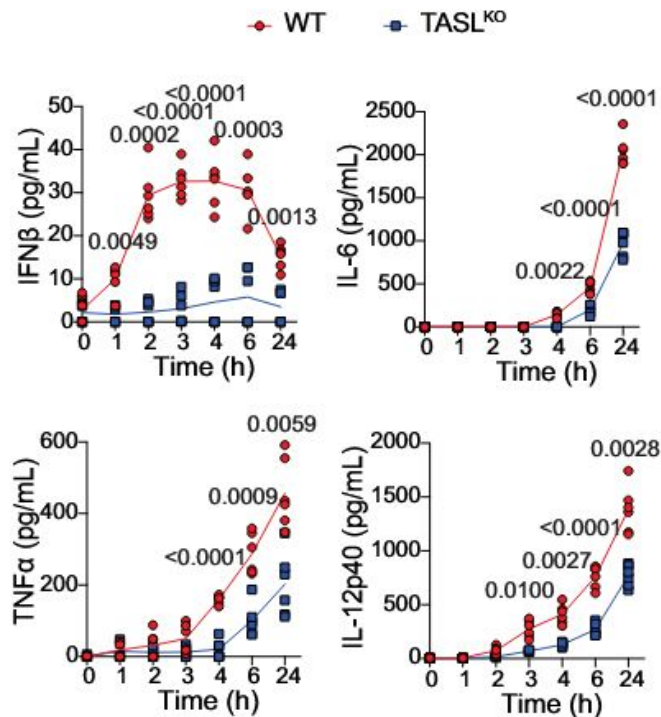 WT TASL^KO
<0.0001
<0.0001
0.0002 0.0003
0.0049
0.0013
IFNβ (pg/mL)
50
40
30
20
10
0
0 1 2 3 4 6 24
Time (h)
<0.0001
<0.0001
0.0022
IL-6 (pg/mL)
2500
2000
1500
1000
500
0
0 1 2 3 4 6 24
Time (h)
0.0059
0.0009
<0.0001
TNFα (pg/mL)
600
400
200
0
0 1 2 3 4 6 24
Time (h)
0.0028
<0.0001
0.0027
0.0100
IL-12p40 (pg/mL)
2000
1500
1000
500
0
0 1 2 3 4 6 24
Time (h)